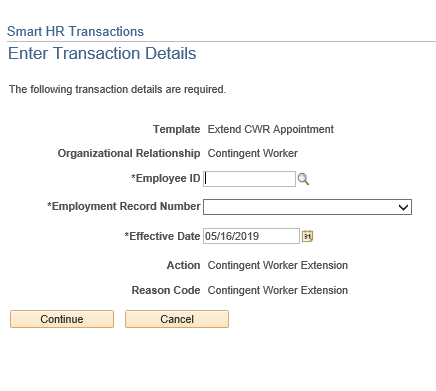 Smart HR Transactions
Enter Transaction Details
The following transaction details are required.
Template Extend CWR Appointment
Organizational Relationship Contingent Worker
*Employee ID
*Employment Record Number
*Effective Date 05/16/2019 31
Action Contingent Worker Extension
Reason Code Contingent Worker Extension
Continue Cancel